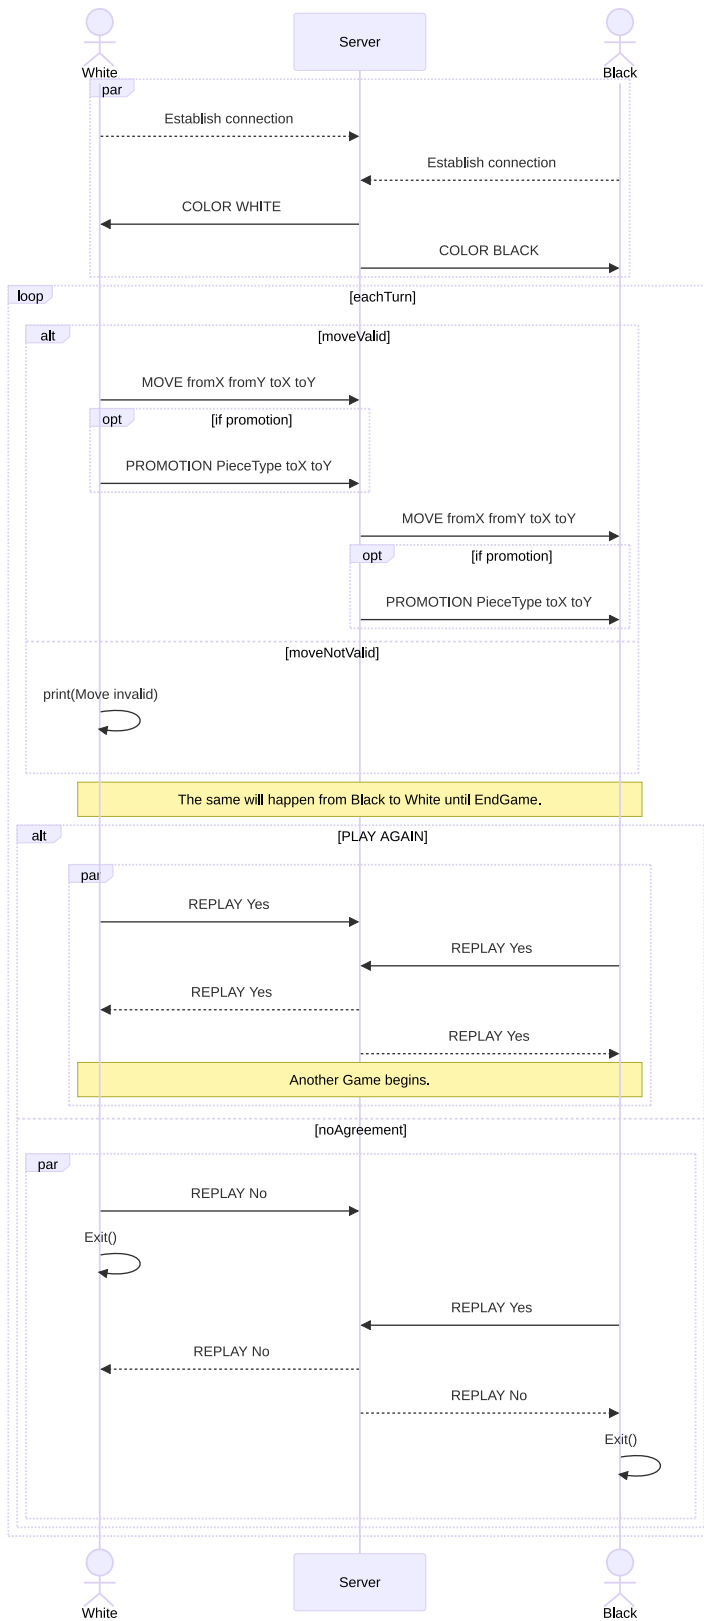 White
Server
Black
par
Establish connection
Establish connection
COLOR WHITE
COLOR BLACK
loop
[eachTurn]
alt
[moveValid]
MOVE fromX fromY toX toY
opt
[if promotion]
PROMOTION PieceType toX toY
MOVE fromX fromY toX toY
opt
[if promotion]
PROMOTION PieceType toX toY
[moveNotValid]
print(Move invalid)
The same will happen from Black to White until EndGame.
alt
[PLAY AGAIN]
par
REPLAY Yes
REPLAY Yes
REPLAY Yes
REPLAY Yes
Another Game begins.
[noAgreement]
par
REPLAY No
Exit()
REPLAY Yes
REPLAY No
REPLAY No
Exit()
White
Server
Black